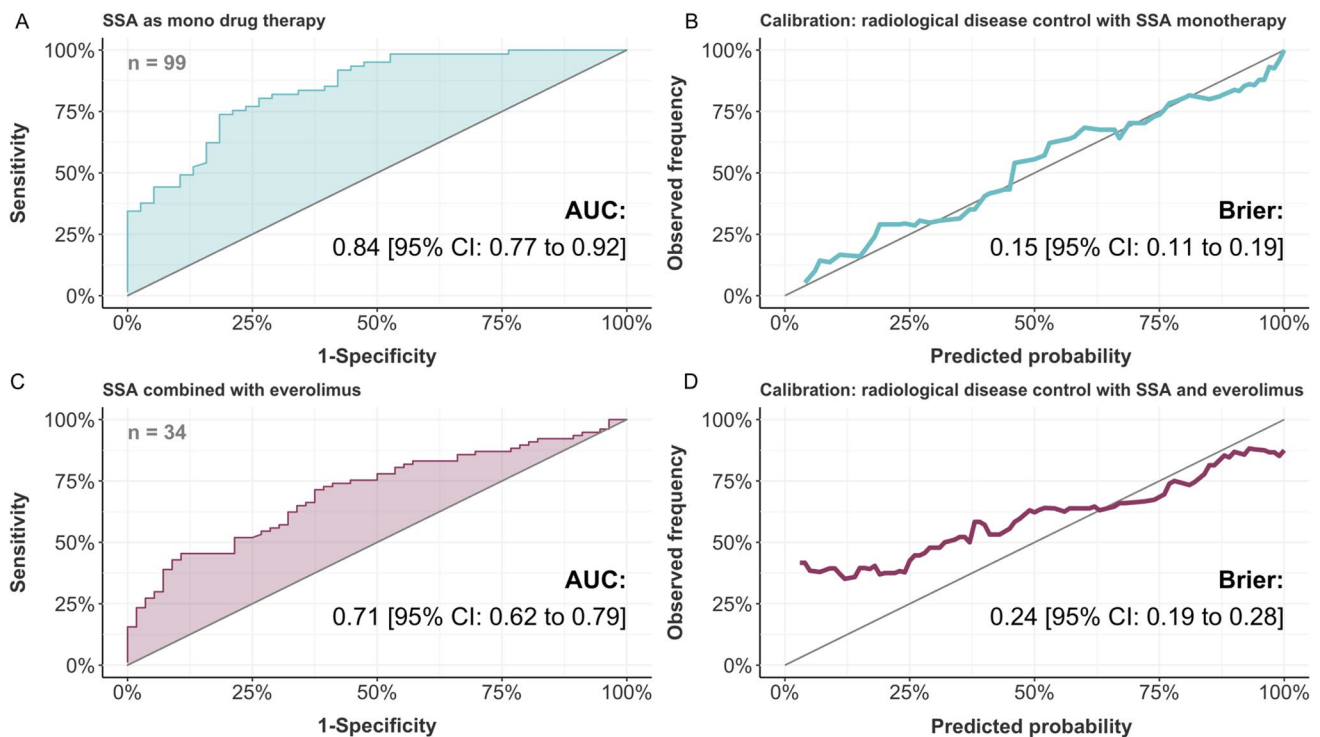 A
SSA as mono drug therapy
n = 99
100%
75%
50%
25%
0%
Sensitivity
AUC:
0.84 [95% CI: 0.77 to 0.92]
0% 25% 50% 75% 100%
1-Specificity
B
Calibration: radiological disease control with SSA monotherapy
100%
75%
50%
25%
0%
Observed frequency
Brier:
0.15 [95% CI: 0.11 to 0.19]
0% 25% 50% 75% 100%
Predicted probability
C
SSA combined with everolimus
n = 34
100%
75%
50%
25%
0%
Sensitivity
AUC:
0.71 [95% CI: 0.62 to 0.79]
0% 25% 50% 75% 100%
1-Specificity
D
Calibration: radiological disease control with SSA and everolimus
100%
75%
50%
25%
0%
Observed frequency
Brier:
0.24 [95% CI: 0.19 to 0.28]
0% 25% 50% 75% 100%
Predicted probability